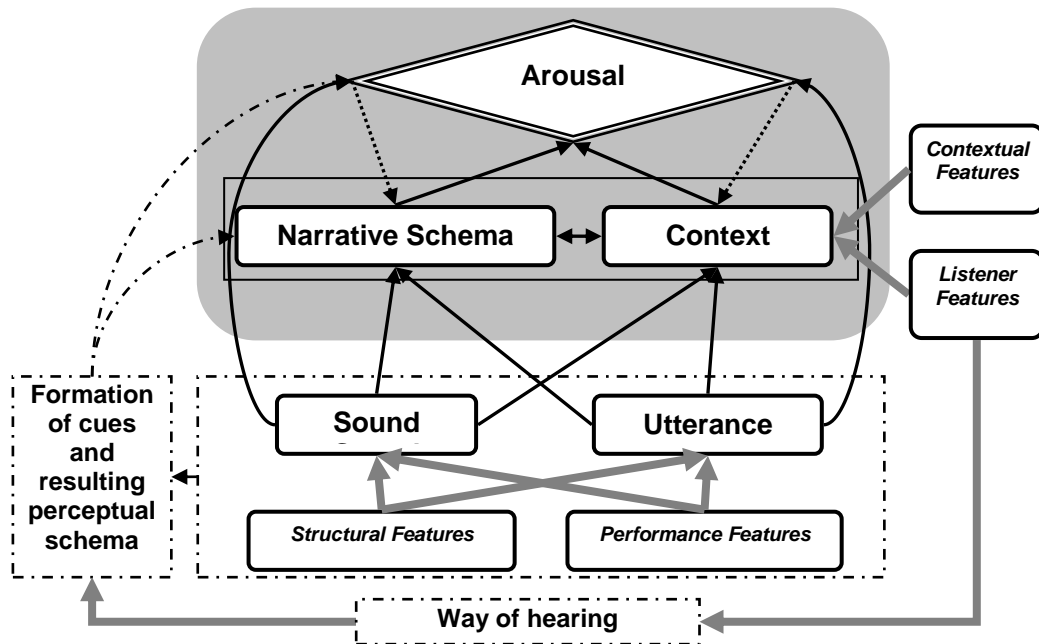 Arousal
Contextual
Features
Narrative Schema
Context
Listener
Features
Formation
of cues
and
resulting
perceptual
schema
Sound
Utterance
Structural Features
Performance Features
Way of hearing